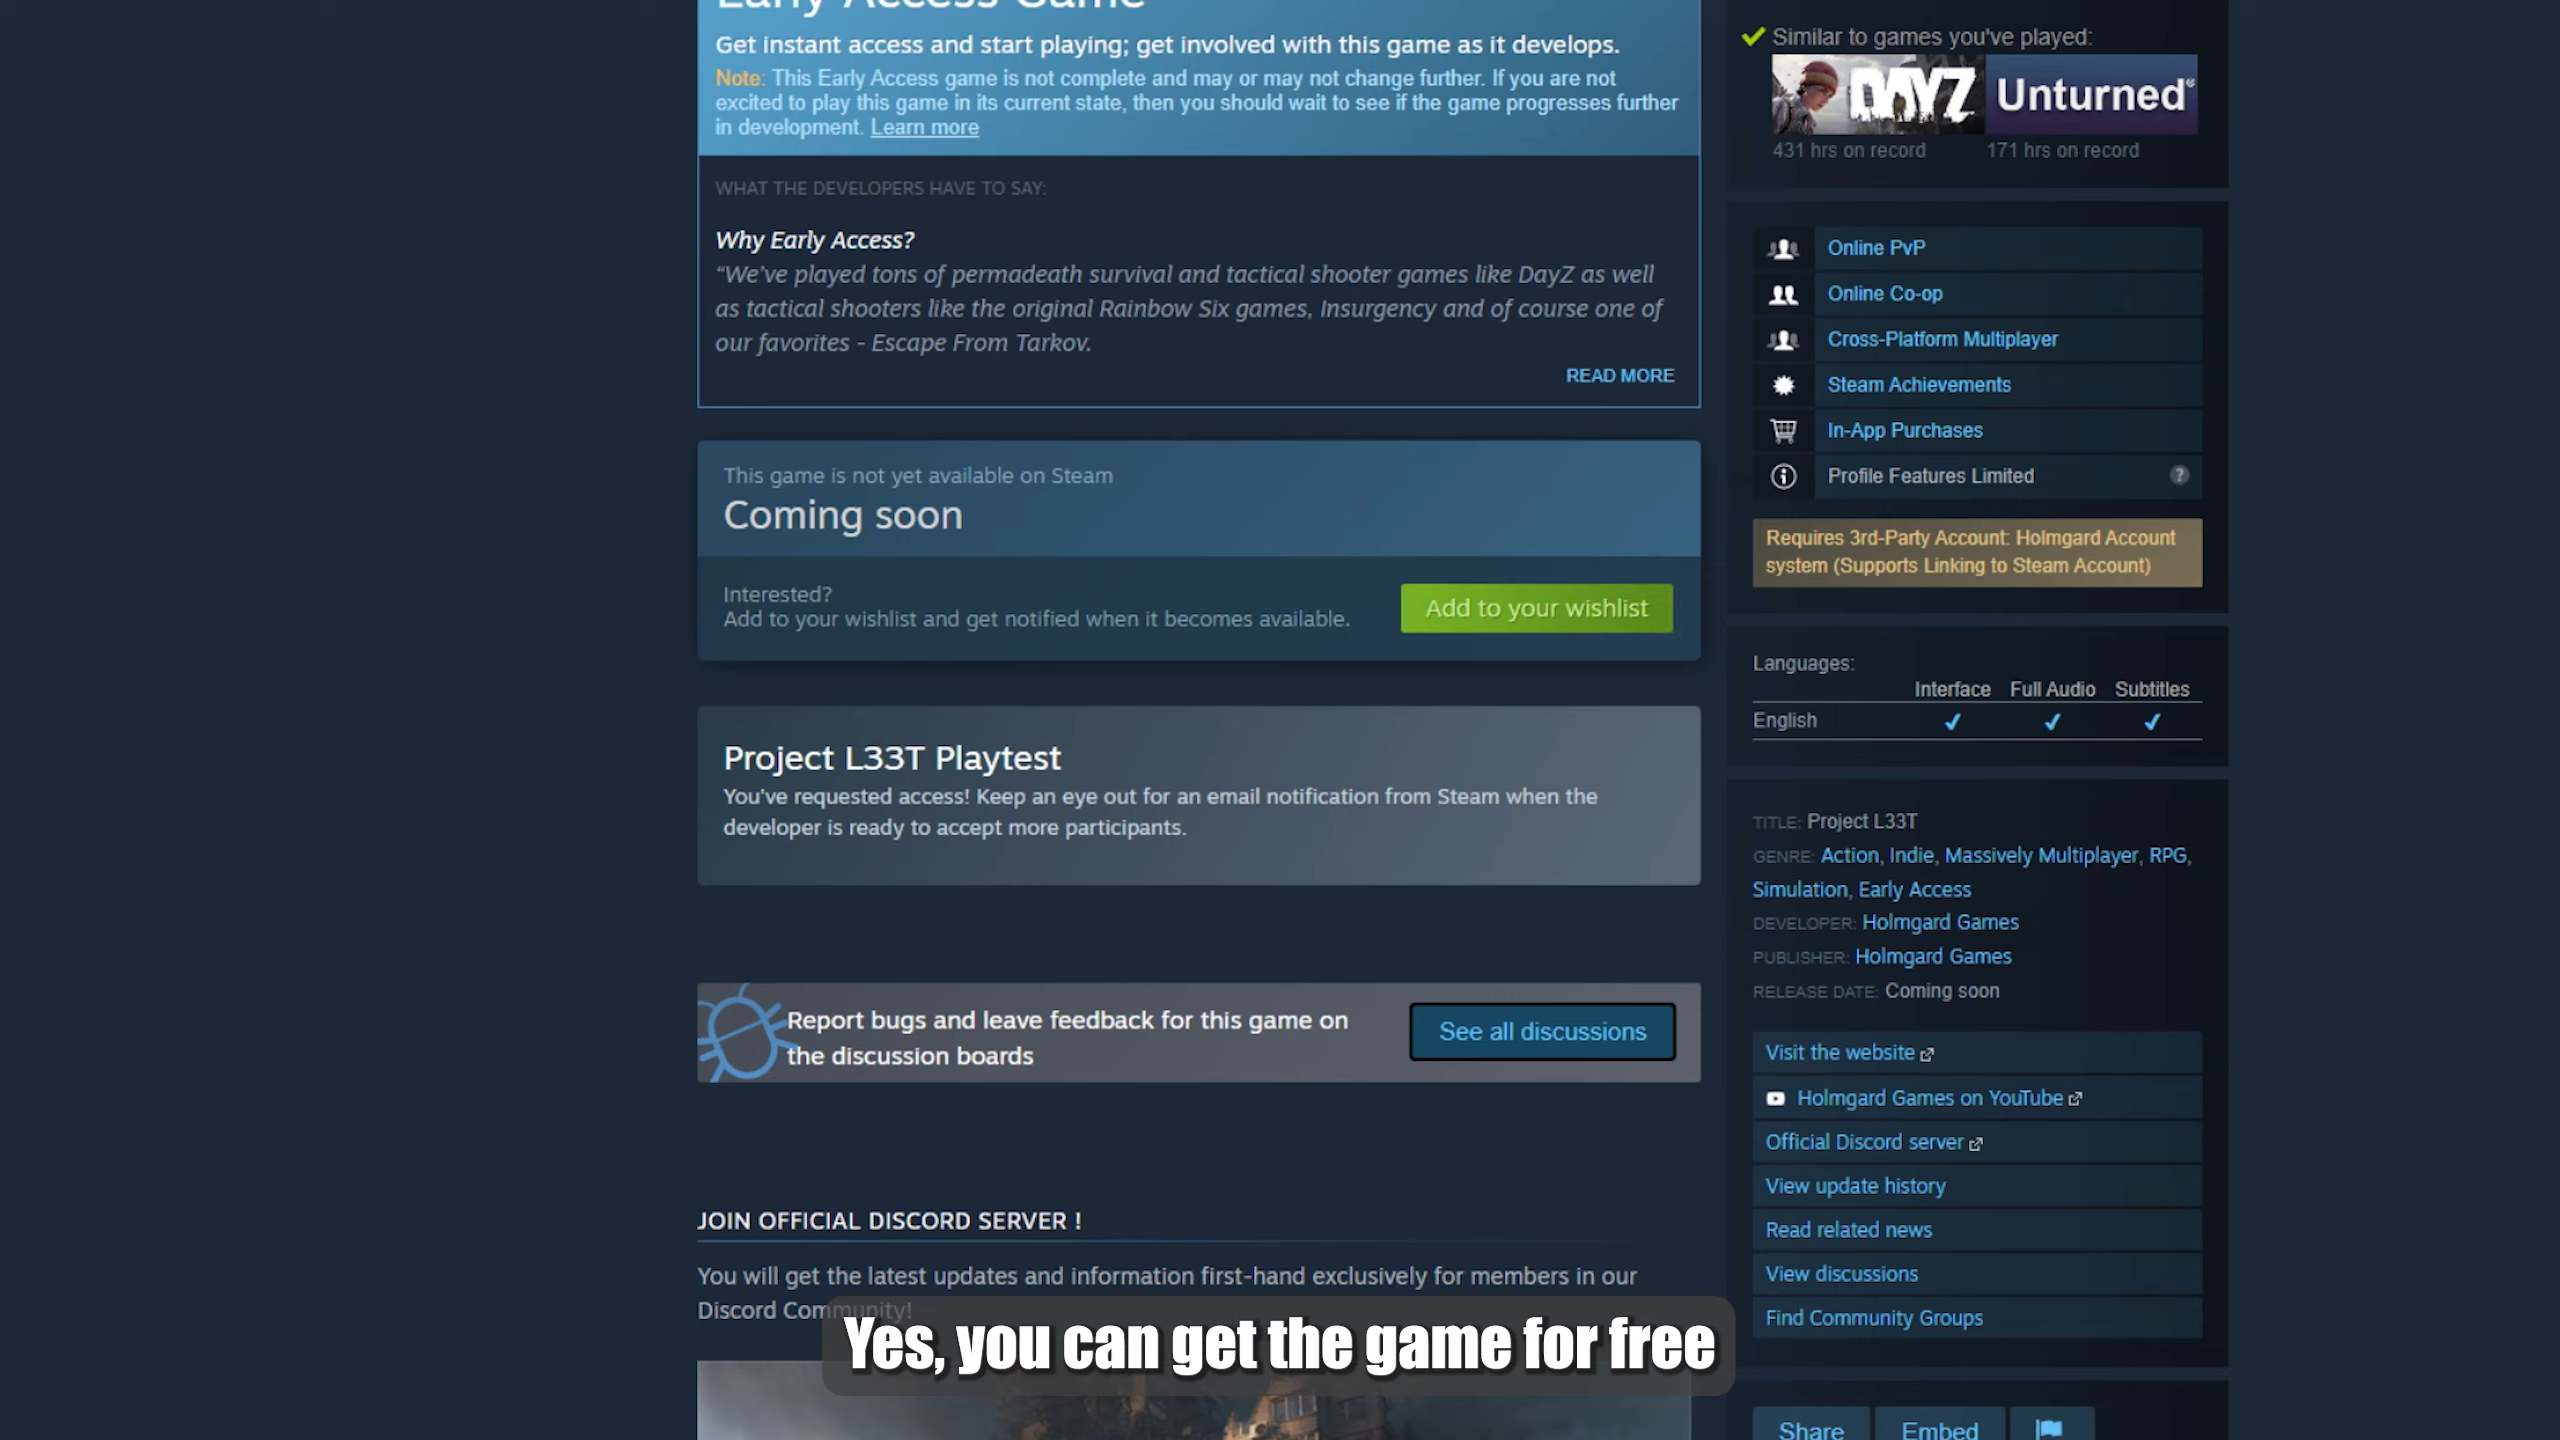 Early Access Game
Get instant access and start playing; get involved with this game as it develops.
Note: This Early Access game is not complete and may or may not change further. If you are not
excited to play this game in its current state, then you should wait to see if the game progresses further
in development. Learn more
WHAT THE DEVELOPERS HAVE TO SAY:
Why Early Access?
“We’ve played tons of permadeath survival and tactical shooter games like DayZ as well
as tactical shooters like the original Rainbow Six games, Insurgency and of course one of
our favorites - Escape From Tarkov.
READ MORE
This game is not yet available on Steam
Coming soon
Interested?
Add to your wishlist and get notified when it becomes available.
Add to your wishlist
Project L33T Playtest
You've requested access! Keep an eye out for an email notification from Steam when the
developer is ready to accept more participants.
Report bugs and leave feedback for this game on
the discussion boards
See all discussions
JOIN OFFICIAL DISCORD SERVER !
You will get the latest updates and information first-hand exclusively for members in our
Discord Community!
Yes, you can get the game for free
Similar to games you've played:
DAYZ
Unturned®
431 hrs on record
171 hrs on record
Online PvP
Online Co-op
Cross-Platform Multiplayer
Steam Achievements
In-App Purchases
Profile Features Limited
?
Requires 3rd-Party Account: Holmgard Account
system (Supports Linking to Steam Account)
Languages:
Interface Full Audio Subtitles
English
TITLE: Project L33T
GENRE: Action, Indie, Massively Multiplayer, RPG,
Simulation, Early Access
DEVELOPER: Holmgard Games
PUBLISHER: Holmgard Games
RELEASE DATE: Coming soon
Visit the website
Holmgard Games on YouTube
Official Discord server
View update history
Read related news
View discussions
Find Community Groups
Share Embed